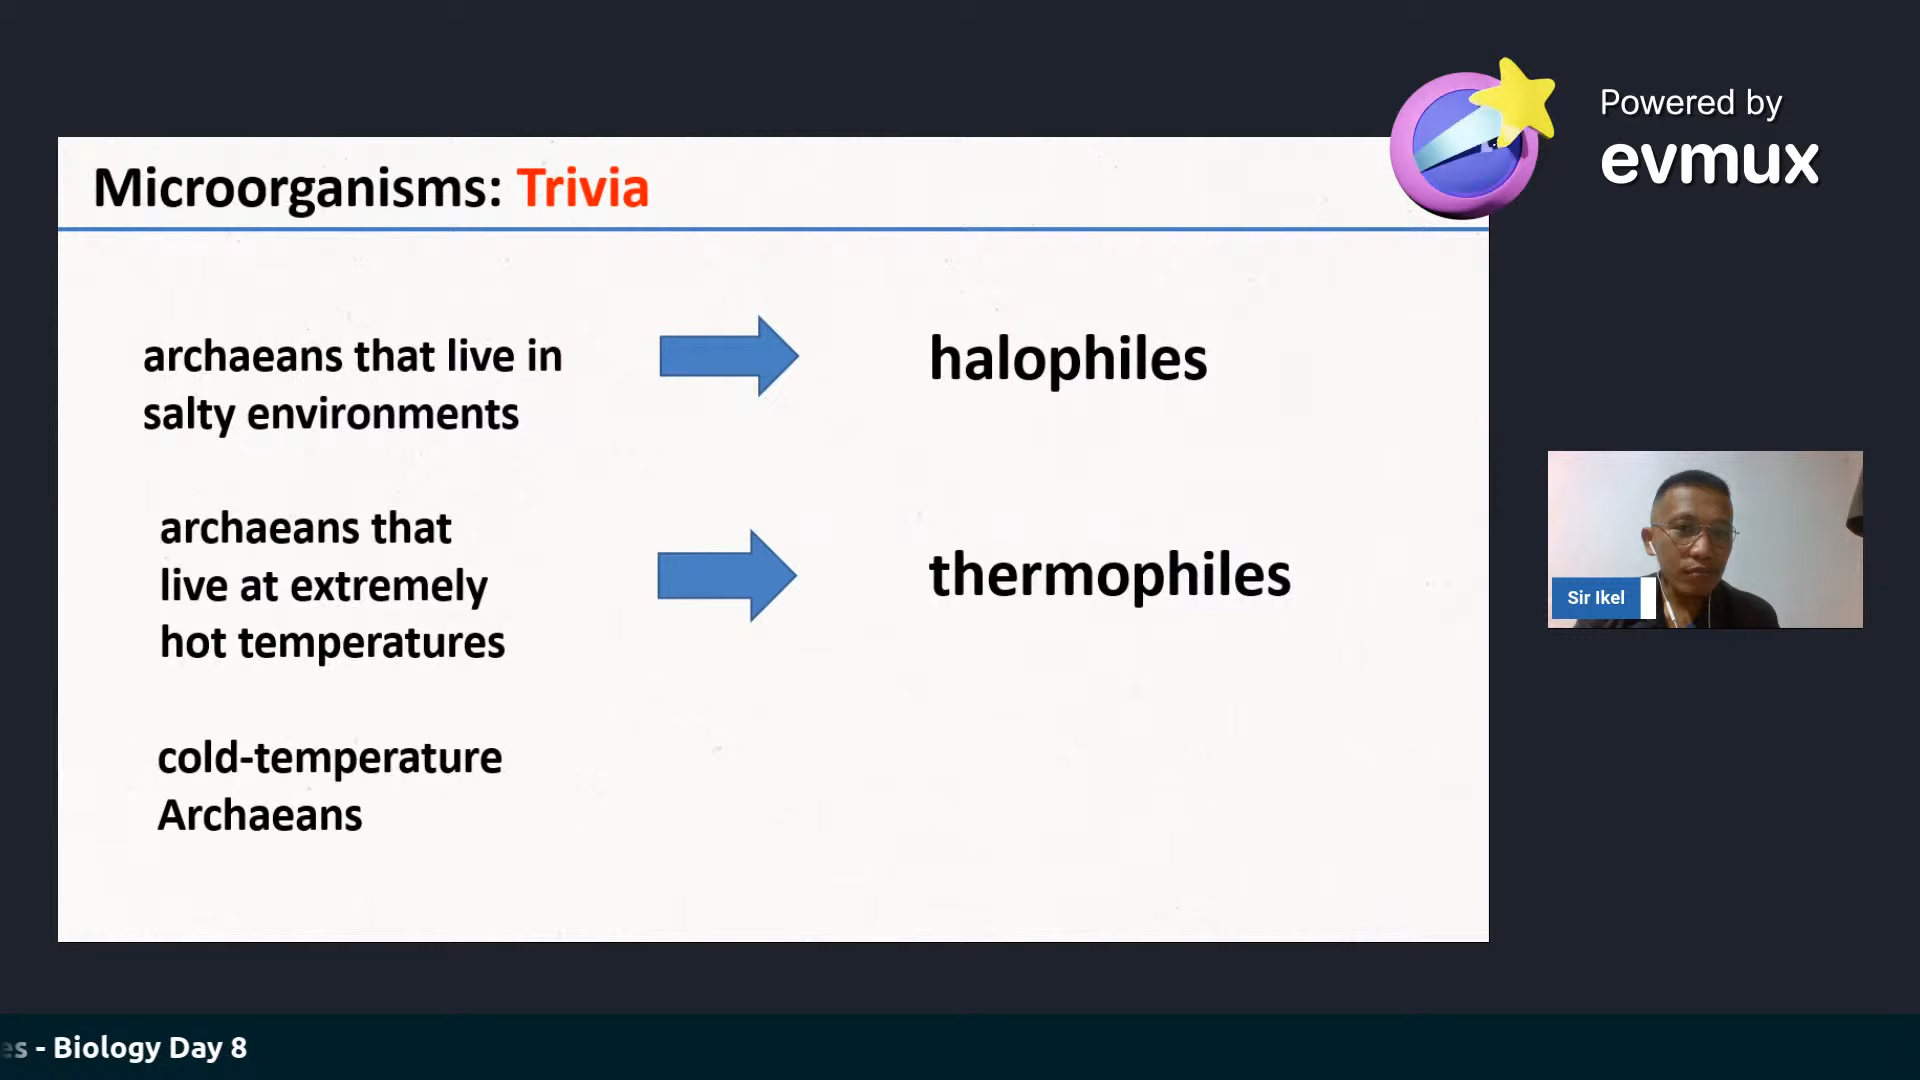 Powered by
evmux
Microorganisms: Trivia
archaeans that live in
salty environments
halophiles
archaeans that
live at extremely
hot temperatures
thermophiles
cold-temperature
Archaeans
Sir Ikel
es - Biology Day 8